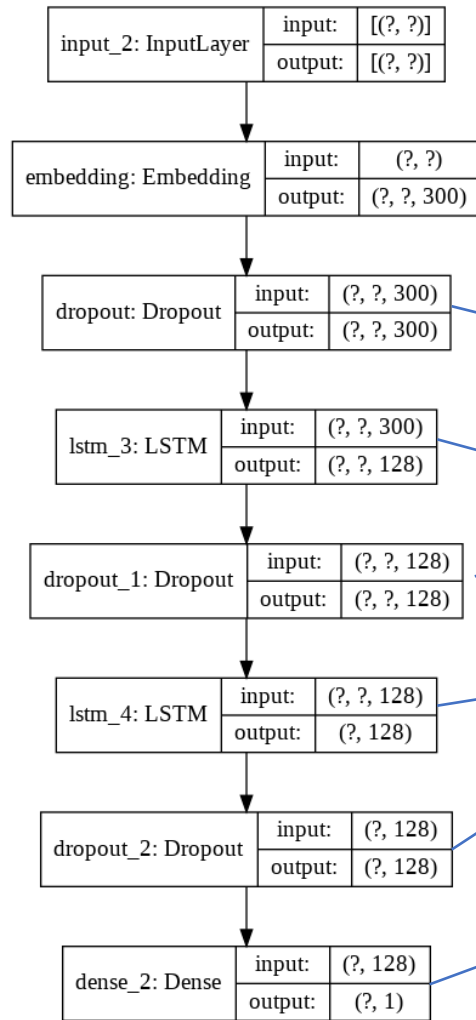 input_2: InputLayer
input: [(?, ?)]
output: [(?, ?)]
embedding: Embedding
input: (?, ?)
output: (?, ?, 300)
dropout: Dropout
input: (?, ?, 300)
output: (?, ?, 300)
lstm_3: LSTM
input: (?, ?, 300)
output: (?, ?, 128)
dropout_1: Dropout
input: (?, ?, 128)
output: (?, ?, 128)
lstm_4: LSTM
input: (?, ?, 128)
output: (?, 128)
dropout_2: Dropout
input: (?, 128)
output: (?, 128)
dense_2: Dense
input: (?, 128)
output: (?, 1)